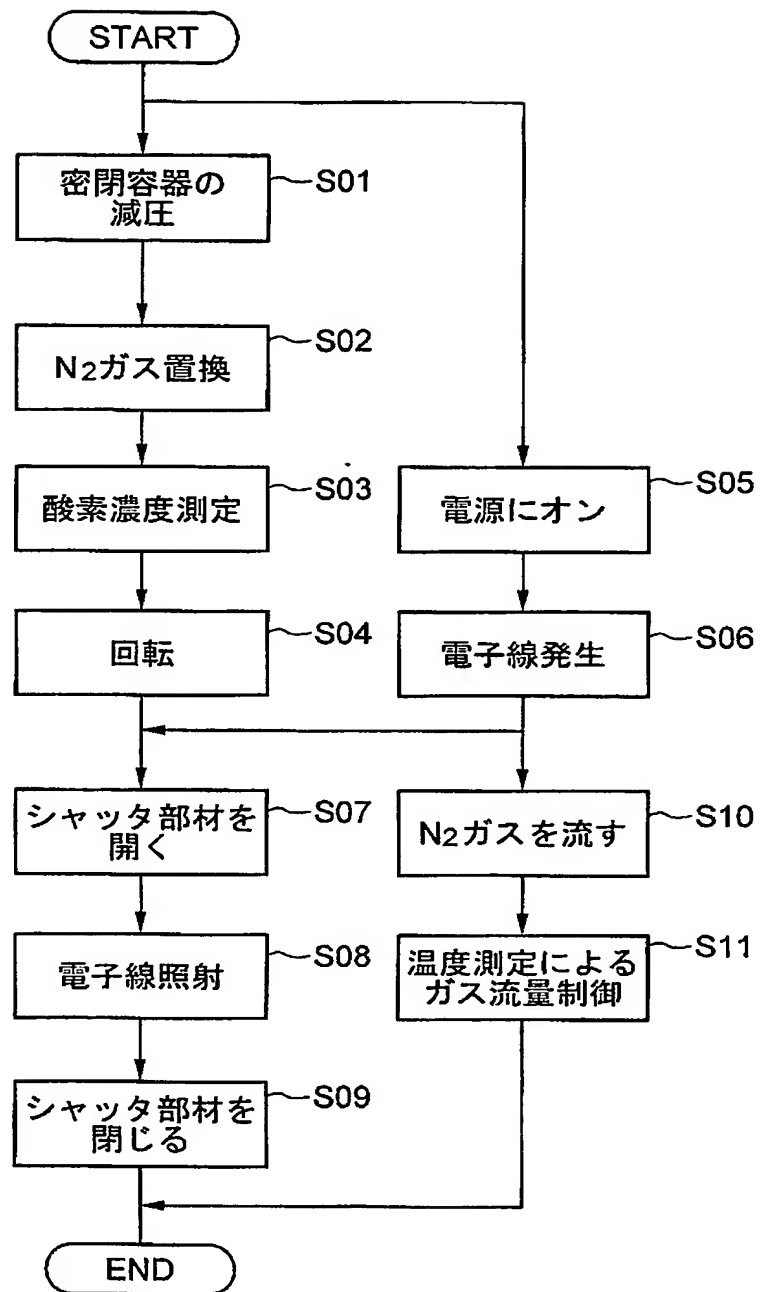 START
密閉容器の
減圧
S01
N2ガス置換
S02
酸素濃度測定
S03
回転
S04
電源にオン
S05
電子線発生
S06
シャッタ部材を
開く
S07
電子線照射
S08
シャッタ部材を
閉じる
S09
N2ガスを流す
S10
温度測定による
ガス流量制御
S11
END